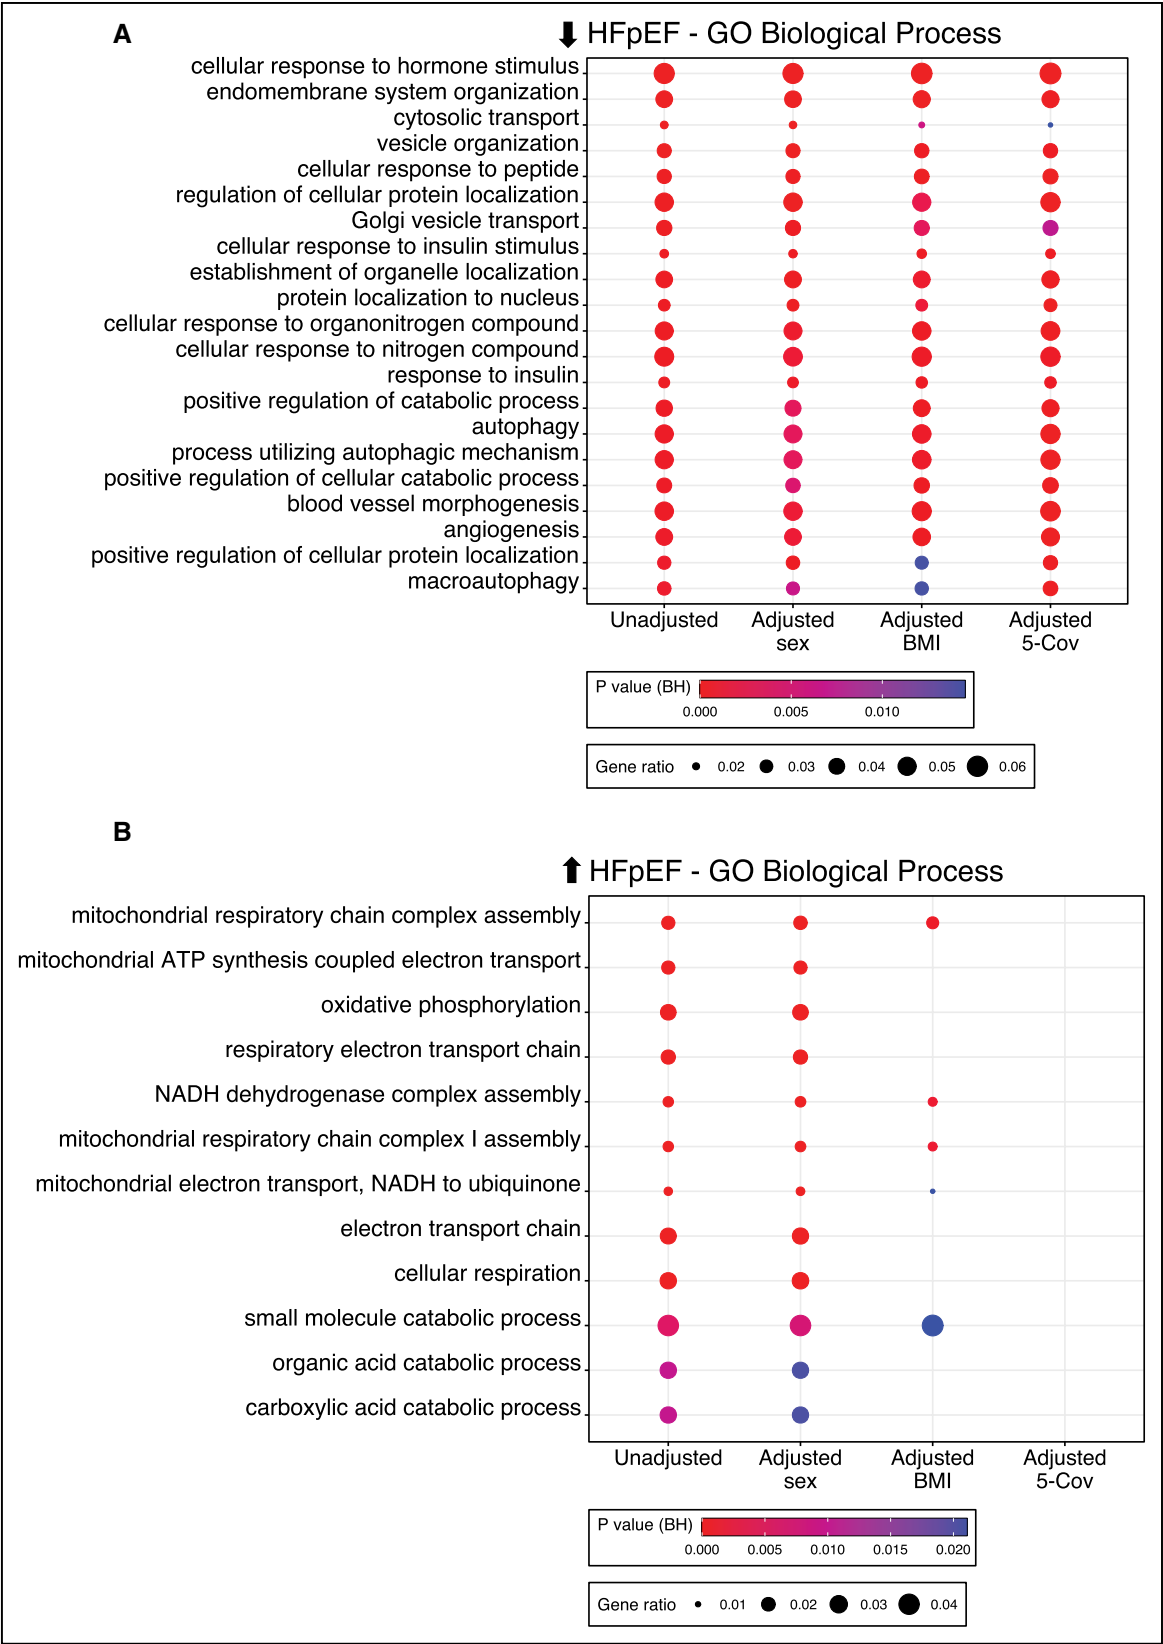 A
HFpEF - GO Biological Process
cellular response to hormone stimulus
endomembrane system organization
cytosolic transport
vesicle organization
cellular response to peptide
regulation of cellular protein localization
Golgi vesicle transport
cellular response to insulin stimulus
establishment of organelle localization
protein localization to nucleus
cellular response to organonitrogen compound
cellular response to nitrogen compound
response to insulin
positive regulation of catabolic process
autophagy
process utilizing autophagic mechanism
positive regulation of cellular catabolic process
blood vessel morphogenesis
angiogenesis
positive regulation of cellular protein localization
macroautophagy
Unadjusted Adjusted Adjusted Adjusted
sex BMI 5-Cov
P value (BH)
0.000 0.005 0.010
Gene ratio 0.02 0.03 0.04 0.05 0.06
B
HFpEF - GO Biological Process
mitochondrial respiratory chain complex assembly
mitochondrial ATP synthesis coupled electron transport
oxidative phosphorylation
respiratory electron transport chain
NADH dehydrogenase complex assembly
mitochondrial respiratory chain complex I assembly
mitochondrial electron transport, NADH to ubiquinone
electron transport chain
cellular respiration
small molecule catabolic process
organic acid catabolic process
carboxylic acid catabolic process
Unadjusted Adjusted Adjusted Adjusted
sex BMI 5-Cov
P value (BH)
0.000 0.005 0.010 0.015 0.020
Gene ratio 0.01 0.02 0.03 0.04